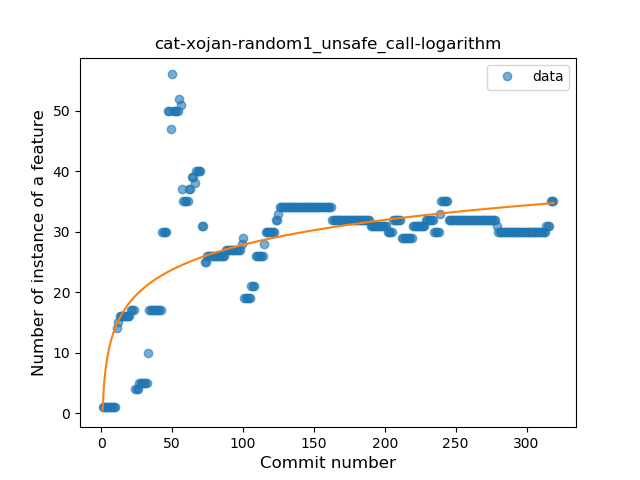 cat-xojan-random1_unsafe_call-logarithm
data
Number of instance of a feature
50
40
30
20
10
0
0 50 100 150 200 250 300
Commit number